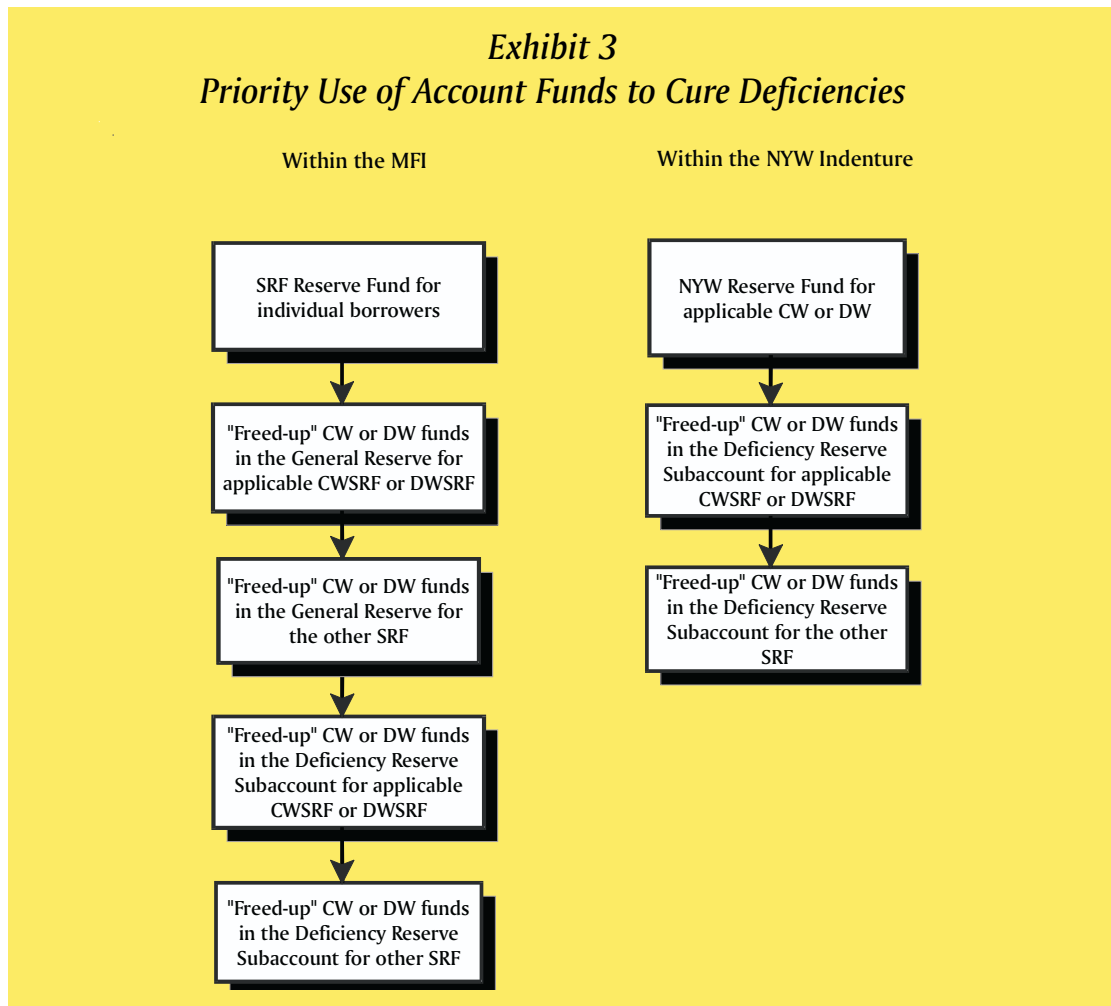 Exhibit 3
Priority Use of Account Funds to Cure Deficiencies
Within the MFI
SRF Reserve Fund for
individual borrowers
"Freed-up" CW or DW funds
in the General Reserve for
applicable CWSRF or DWSRF
"Freed-up" CW or DW funds
in the General Reserve for
the other SRF
"Freed-up" CW or DW funds
in the Deficiency Reserve
Subaccount for applicable
CWSRF or DWSRF
"Freed-up" CW or DW funds
in the Deficiency Reserve
Subaccount for other SRF
Within the NYW Indenture
NYW Reserve Fund for
applicable CW or DW
"Freed-up" CW or DW funds
in the Deficiency Reserve
Subaccount for applicable
CWSRF or DWSRF
"Freed-up" CW or DW funds
in the Deficiency Reserve
Subaccount for the other
SRF